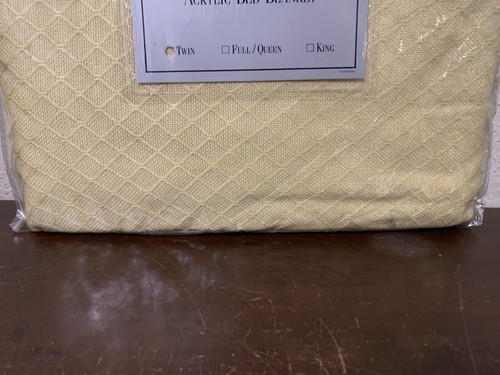 Acrylic Bed Blanket
Twin Full/Queen King